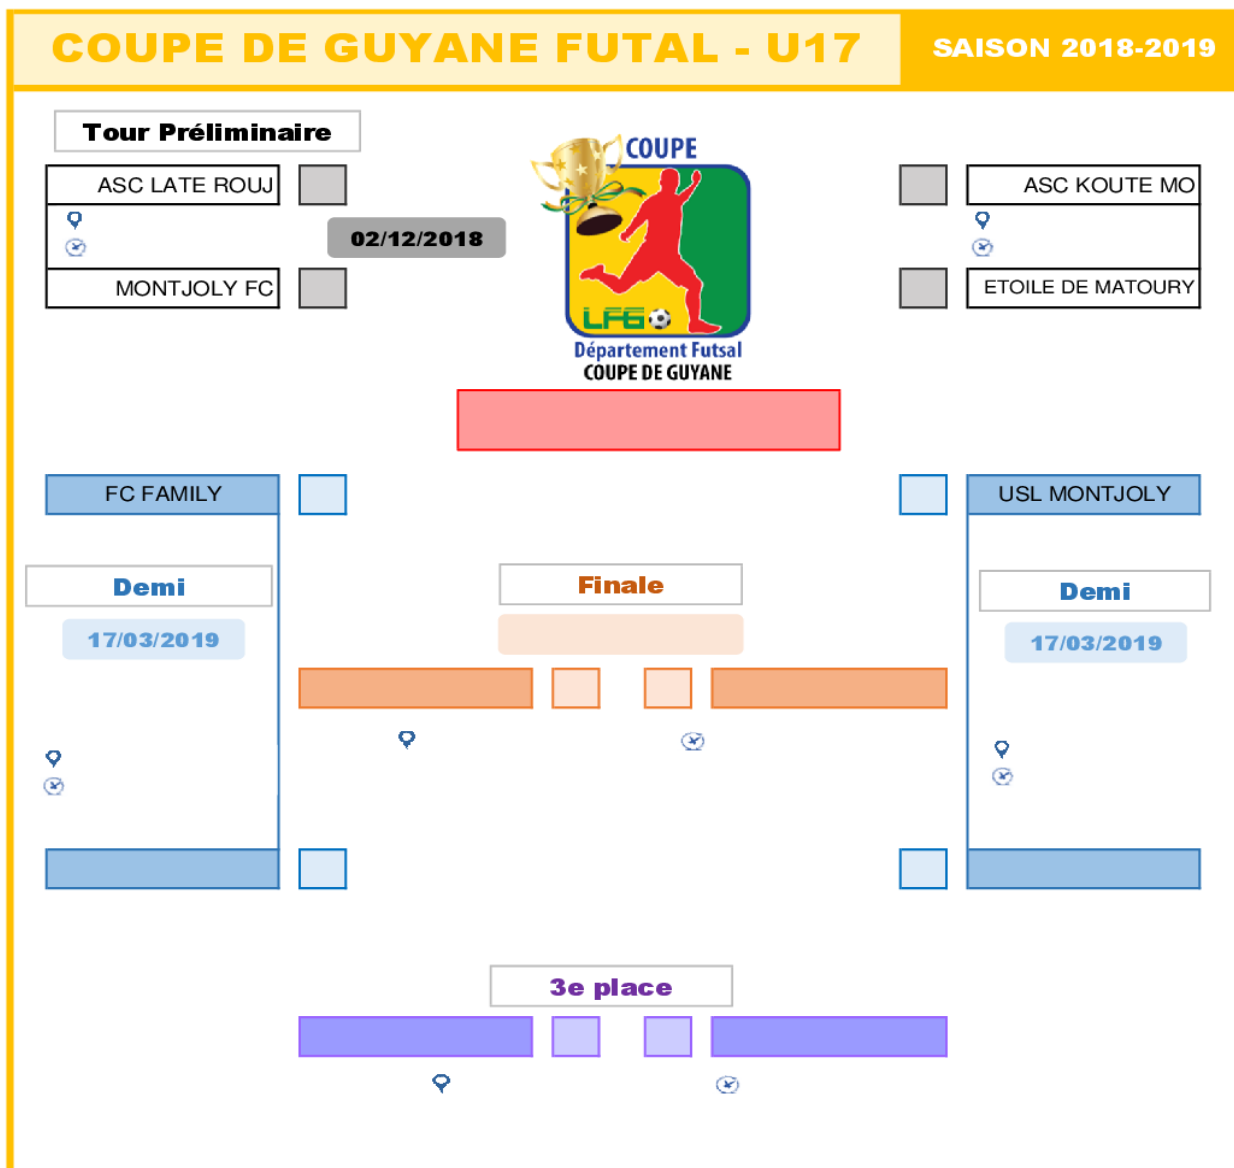 COUPE DE GUYANE FUTAL - U17
SAISON 2018-2019
Tour Préliminaire
ASC LATE ROUJ
ASC KOUTE MO
02/12/2018
MONTJOLY FC
ETOILE DE MATOURY
COUPE
LFG
Département Futsal
COUPE DE GUYANE
FC FAMILY
USL MONTJOLY
Demi
Finale
Demi
17/03/2019
17/03/2019
3e place